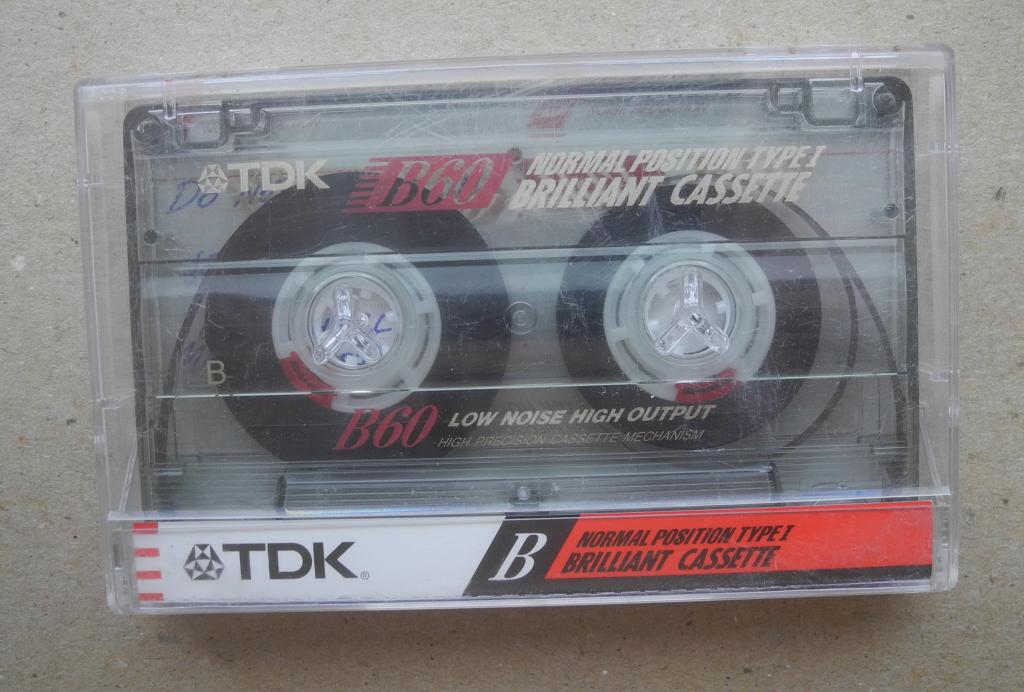 TDK B60 NORMAL POSITION TYPE I
BRILLIANT CASSETTE
Do
B
B60 LOW NOISE HIGH OUTPUT
HIGH PRECISION CASSETTE MECHANISM
TDK® B NORMAL POSITION TYPE I
BRILLIANT CASSETTE